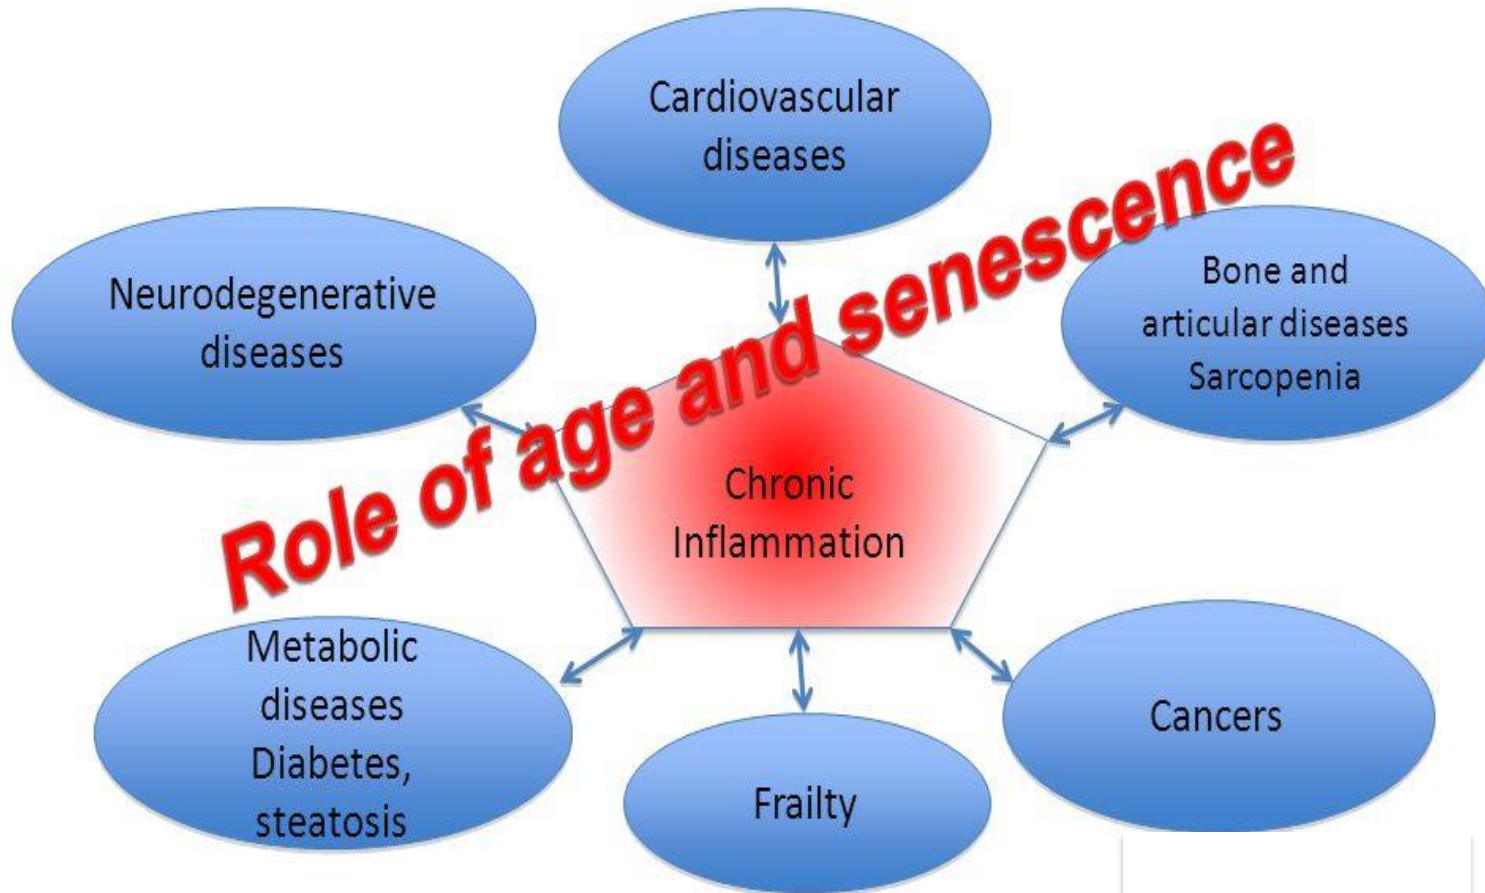 Cardiovascular
diseases
Role of age and senescence
Neurodegenerative
diseases
Bone and
articular diseases
Sarcopenia
Chronic
Inflammation
Metabolic
diseases
Diabetes,
steatosis
Frailty
Cancers